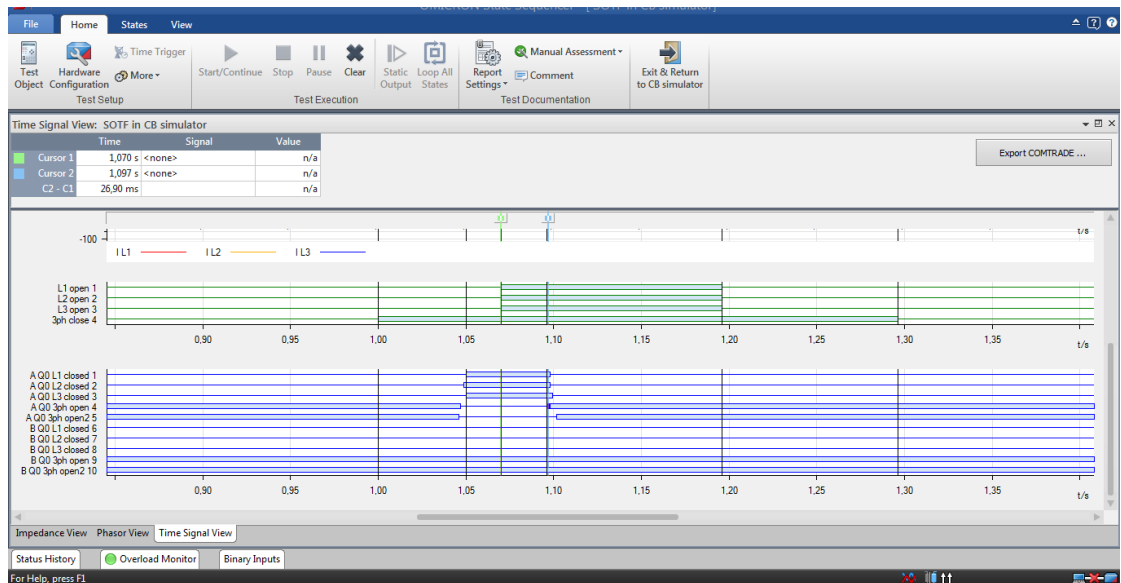 File Home States View
Time Trigger
Manual Assessment
Test Object
Hardware Configuration
More
Start/Continue
Stop
Pause
Clear
Static Output
Loop All States
Report Settings
Comment
Exit & Return to CB simulator
Test Setup
Test Execution
Test Documentation
Time Signal View: SOTF in CB simulator
Time Signal Value
Cursor 1 1,070 s <none> n/a
Cursor 2 1,097 s <none> n/a
C2 - C1 26,90 ms n/a
Export COMTRADE ...
-100
t/s
I L1 I L2 I L3
L1 open 1
L2 open 2
L3 open 3
3ph close 4
0,90 0,95 1,00 1,05 1,10 1,15 1,20 1,25 1,30 1,35 t/s
A Q0 L1 closed 1
A Q0 L2 closed 2
A Q0 L3 closed 3
A Q0 3ph open 4
A Q0 3ph open2 5
B Q0 L1 closed 6
B Q0 L2 closed 7
B Q0 L3 closed 8
B Q0 3ph open 9
B Q0 3ph open2 10
0,90 0,95 1,00 1,05 1,10 1,15 1,20 1,25 1,30 1,35 t/s
Impedance View Phasor View Time Signal View
Status History Overload Monitor Binary Inputs
For Help, press F1